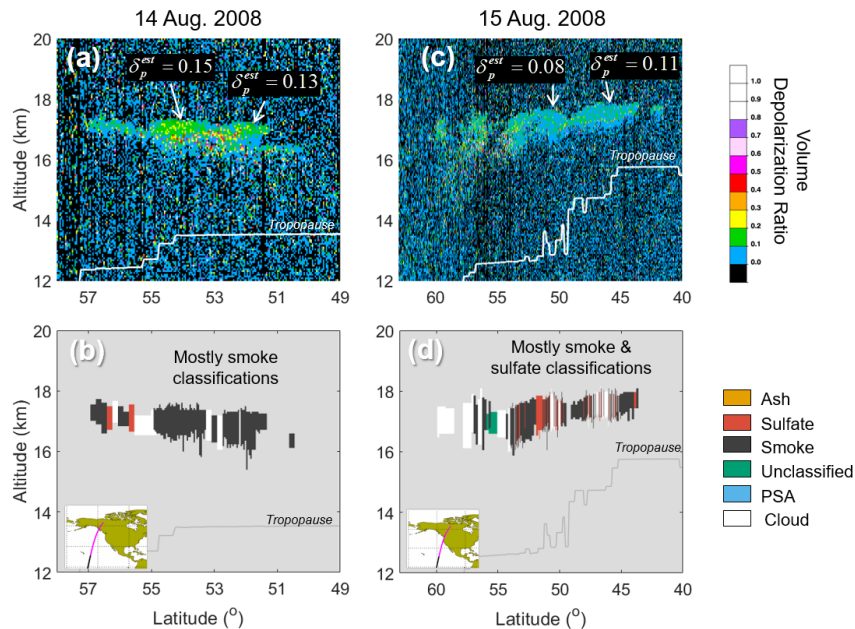 14 Aug. 2008
15 Aug. 2008
20
18
16
14
12
Altitude (km)
(a)
δ_p^est = 0.15
δ_p^est = 0.13
Tropopause
57
55
53
51
49
20
18
16
14
12
(c)
δ_p^est = 0.08
δ_p^est = 0.11
Tropopause
60
55
50
45
40
1.0
0.9
0.8
0.7
0.6
0.5
0.4
0.3
0.2
0.1
0.0
Volume
Depolarization Ratio
20
18
16
14
12
Altitude (km)
(b)
Mostly smoke
classifications
Tropopause
57
55
53
51
49
Latitude (o)
20
18
16
14
12
(d)
Mostly smoke &
sulfate classifications
Tropopause
60
55
50
45
40
Latitude (o)
Ash
Sulfate
Smoke
Unclassified
PSA
Cloud